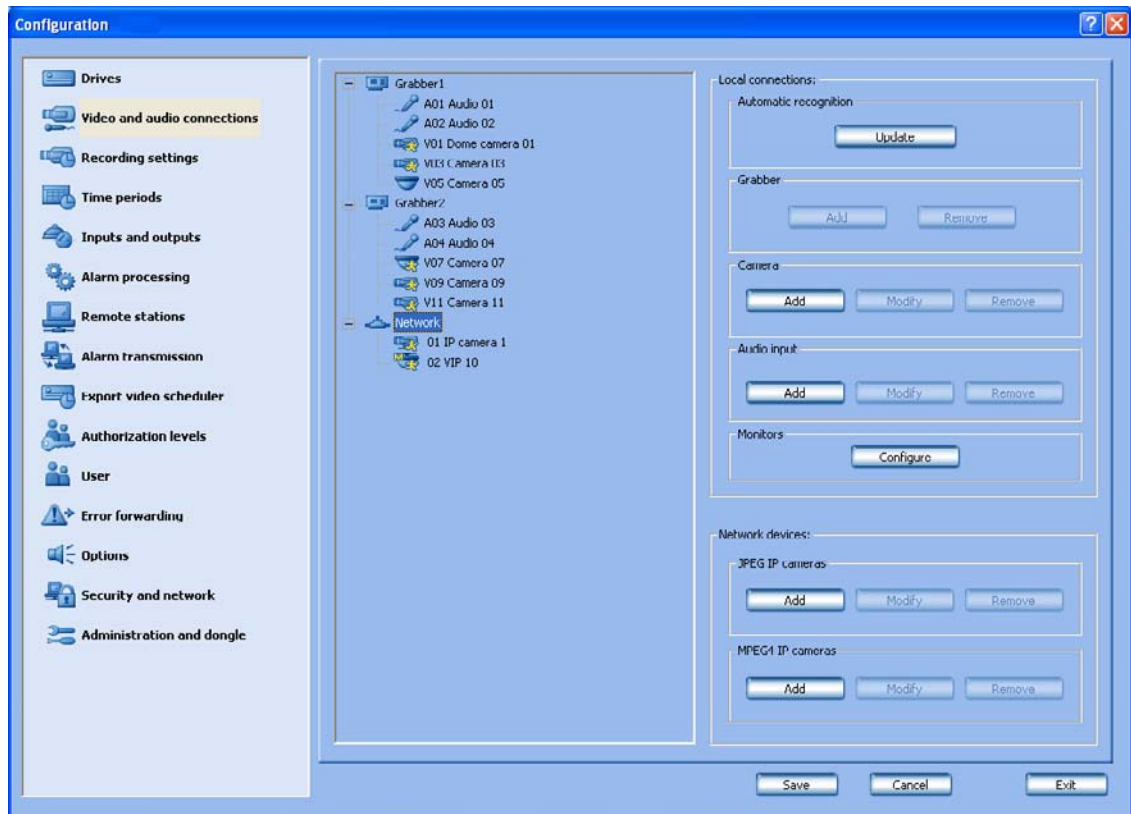 Configuration
Drives
Video and audio connections
Recording settings
Time periods
Inputs and outputs
Alarm processing
Remote stations
Alarm transmission
Export video scheduler
Authorization levels
User
Error forwarding
Options
Security and network
Administration and dongle
Grabber1
A01 Audio 01
A02 Audio 02
V01 Dome camera 01
V03 Camera 03
V05 Camera 05
Grabber2
A03 Audio 03
A04 Audio 04
V07 Camera 07
V09 Camera 09
V11 Camera 11
Network
01 IP camera 1
02 VIP 10
Local connections:
Automatic recognition
Update
Grabber
Add Remove
Camera
Add Modify Remove
Audio input
Add Modify Remove
Monitors
Configure
Network devices:
JPEG IP cameras
Add Modify Remove
MPEG4 IP cameras
Add Modify Remove
Save Cancel Exit